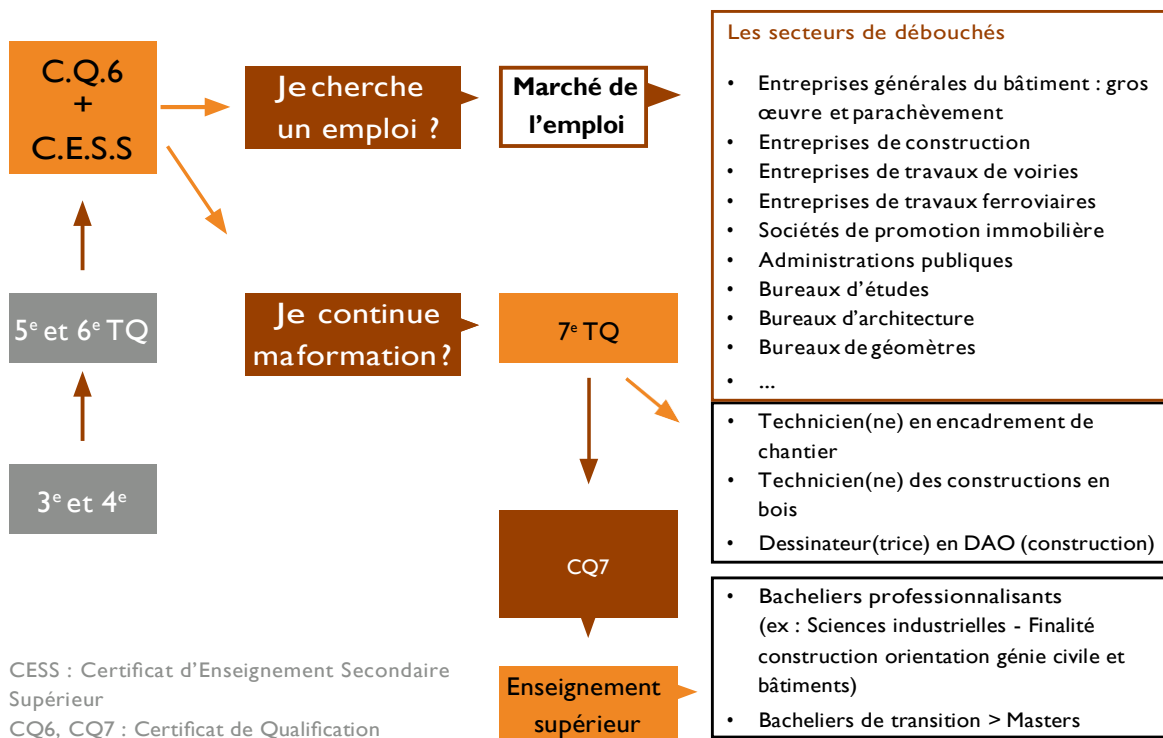 C.Q.6
+
C.E.S.S
Je cherche
un emploi ?
Marché de
l’emploi
Les secteurs de débouchés
• Entreprises générales du bâtiment : gros
œuvre et parachèvement
• Entreprises de construction
• Entreprises de travaux de voiries
• Entreprises de travaux ferroviaires
• Sociétés de promotion immobilière
• Administrations publiques
• Bureaux d’études
• Bureaux d’architecture
• Bureaux de géomètres
• ...
5e et 6e TQ
Je continue
ma formation ?
7e TQ
• Technicien(ne) en encadrement de
chantier
• Technicien(ne) des constructions en
bois
• Dessinateur(trice) en DAO (construction)
3e et 4e
CQ7
Enseignement
supérieur
• Bacheliers professionnalisants
(ex : Sciences industrielles - Finalité
construction orientation génie civile et
bâtiments)
• Bacheliers de transition > Masters
CESS : Certificat d’Enseignement Secondaire
Supérieur
CQ6, CQ7 : Certificat de Qualification